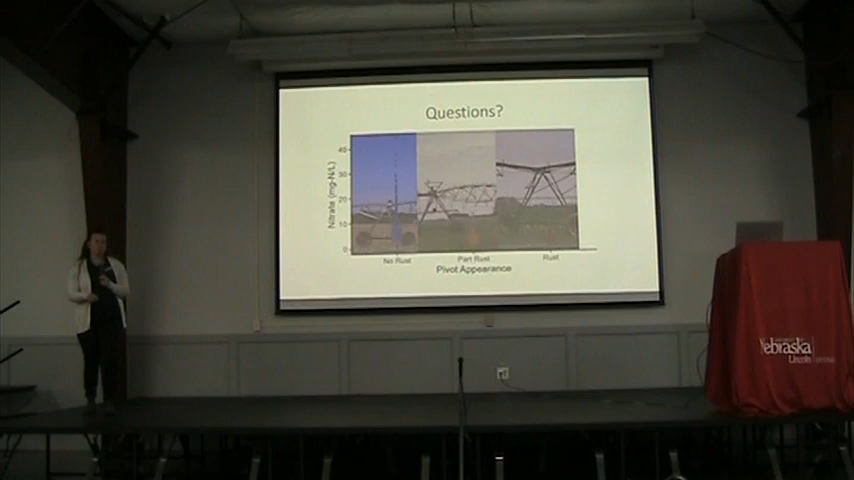 Questions?
Nitrate (mg-N/L)
40
30
20
10
0
No Rust
Part Rust
Rust
Pivot Appearance
Nebraska
Lincoln